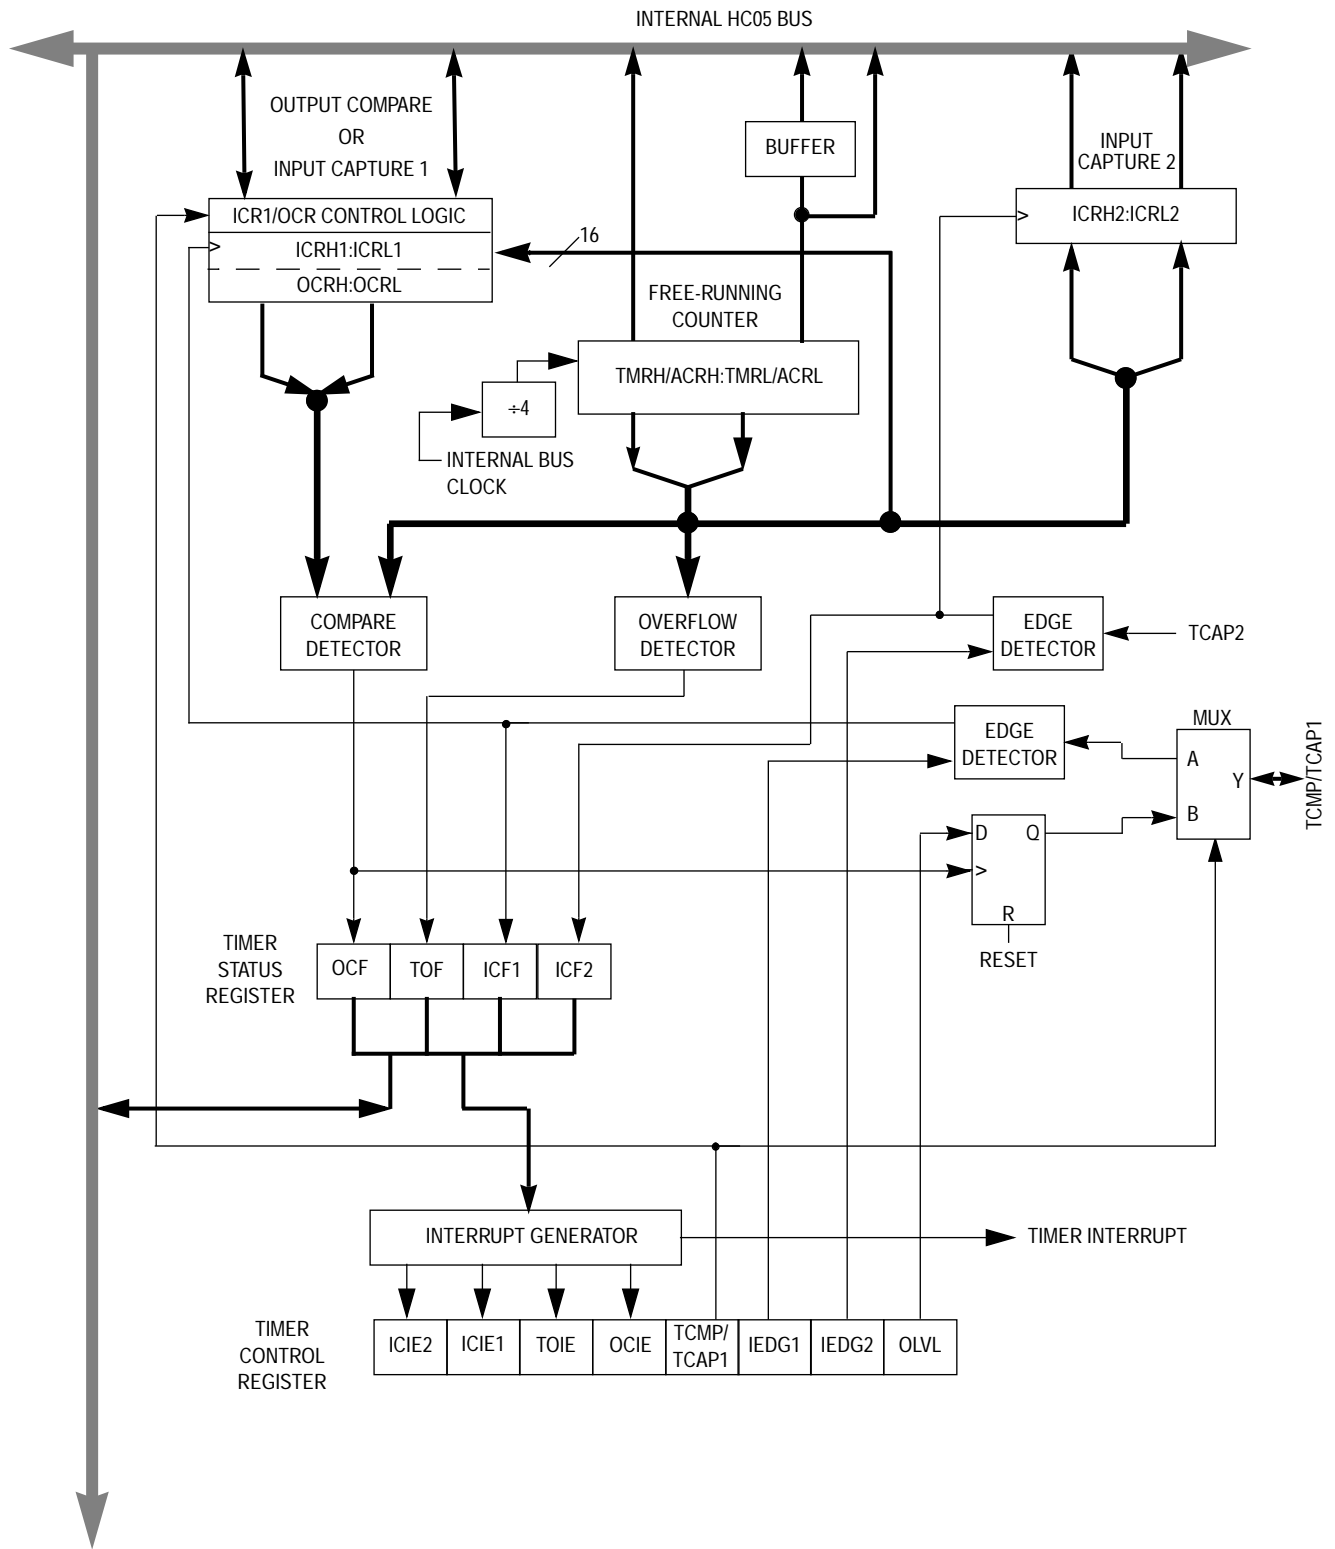 INTERNAL HC05 BUS
OUTPUT COMPARE
OR
INPUT CAPTURE 1
BUFFER
INPUT
CAPTURE 2
ICR1/OCR CONTROL LOGIC
> ICRH1:ICRL1
OCRH:OCRL
16
> ICRH2:ICRL2
FREE-RUNNING
COUNTER
TMRH/ACRH:TMRL/ACRL
÷4
INTERNAL BUS
CLOCK
COMPARE
DETECTOR
OVERFLOW
DETECTOR
EDGE
DETECTOR
TCAP2
EDGE
DETECTOR
MUX
A
Y
B
TCMP/TCAP1
D Q
>
R
RESET
TIMER
STATUS
REGISTER
OCF
TOF
ICF1
ICF2
INTERRUPT GENERATOR
TIMER INTERRUPT
TIMER
CONTROL
REGISTER
ICIE2
ICIE1
TOIE
OCIE
TCMP/
TCAP1
IEDG1
IEDG2
OLVL